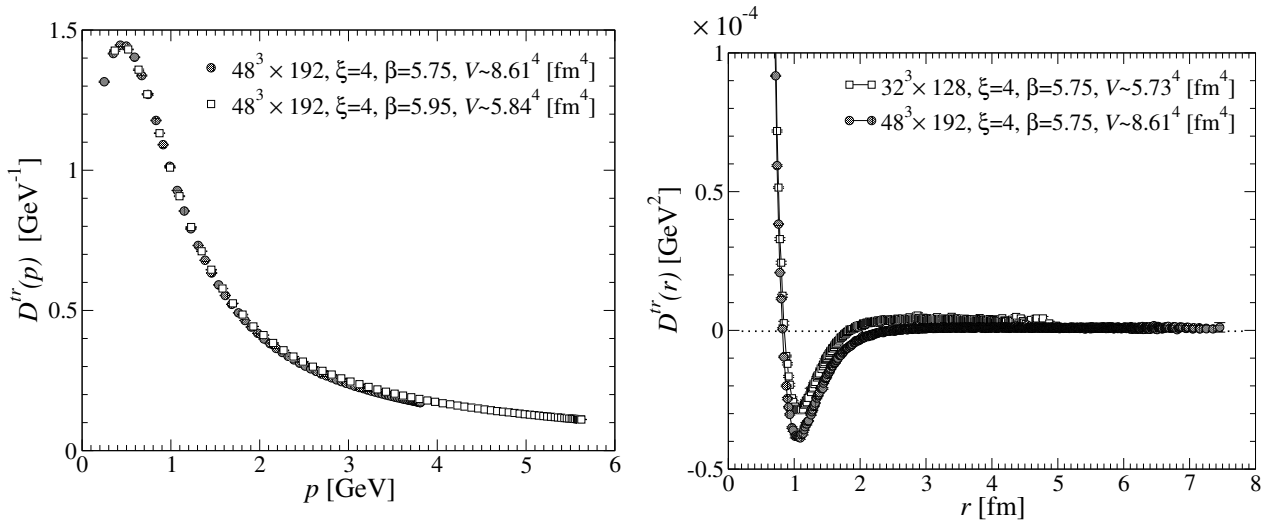 1.5
1
0.5
0
D^tr(p) [GeV^-1]
48³ × 192, ξ=4, β=5.75, V~8.61⁴ [fm⁴]
48³ × 192, ξ=4, β=5.95, V~5.84⁴ [fm⁴]
0 1 2 3 4 5 6
p [GeV]
× 10⁻⁴
1
0.5
0
-0.5
D^tr(r) [GeV²]
32³ × 128, ξ=4, β=5.75, V~5.73⁴ [fm⁴]
48³ × 192, ξ=4, β=5.75, V~8.61⁴ [fm⁴]
0 1 2 3 4 5 6 7 8
r [fm]